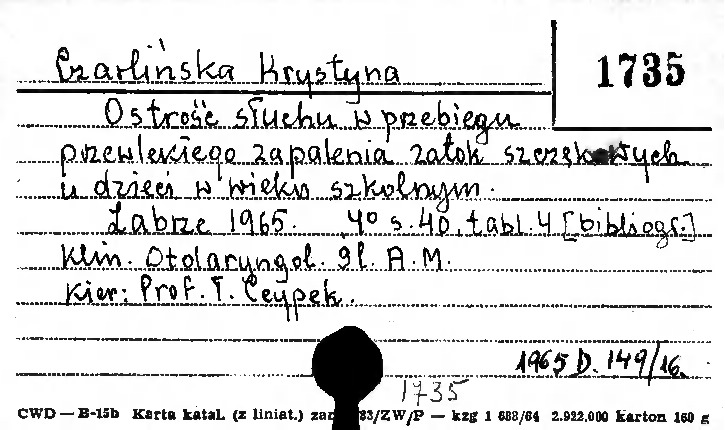 Czarlińska Krystyna
1735
Ostrość słuchu w przebiegu
przewlekłego zapalenia zatok szczękowych
u dzieci w wieku szkolnym.
Zabrze 1965. 4° s. 40, tabl. 4 [bibliogr.]
Klin. Otolaryngol. Śl. A. M.
Kier: Prof. T. Ceypek.
1965 D. 149/16.
1735
CWD — B-15b Karta katal. (z liniat.) 83/ZW/P — kzg 1 688/64 2.922.000 Karton 160 g